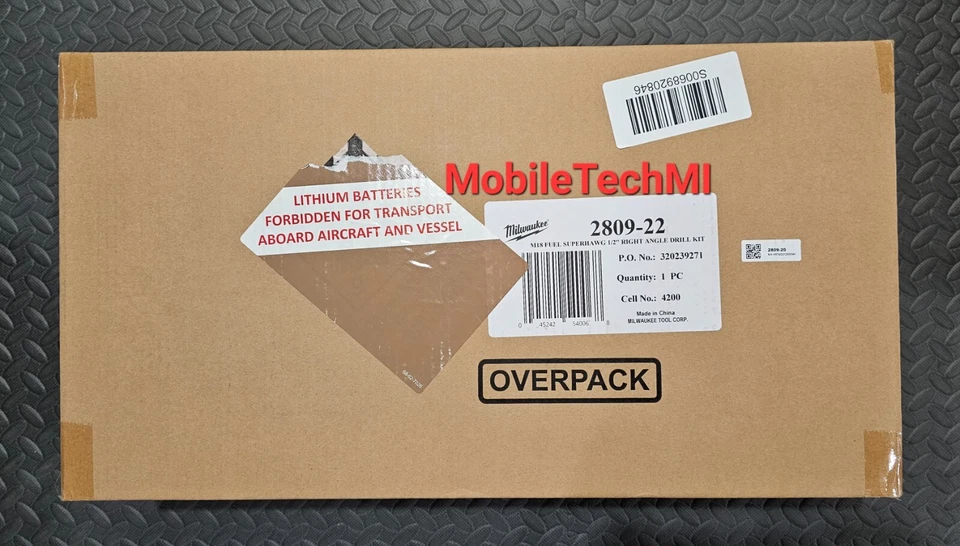 S0068920846
MobileTechMI
LITHIUM BATTERIES
FORBIDDEN FOR TRANSPORT
ABOARD AIRCRAFT AND VESSEL
Milwaukee
2809-22
M18 FUEL SUPERHAWG 1/2" RIGHT ANGLE DRILL KIT
P.O. No.: 320239271
Quantity: 1 PC
Cell No.: 4200
Made in China
MILWAUKEE TOOL CORP.
0 45242 54006 8
2809-20
OVERPACK